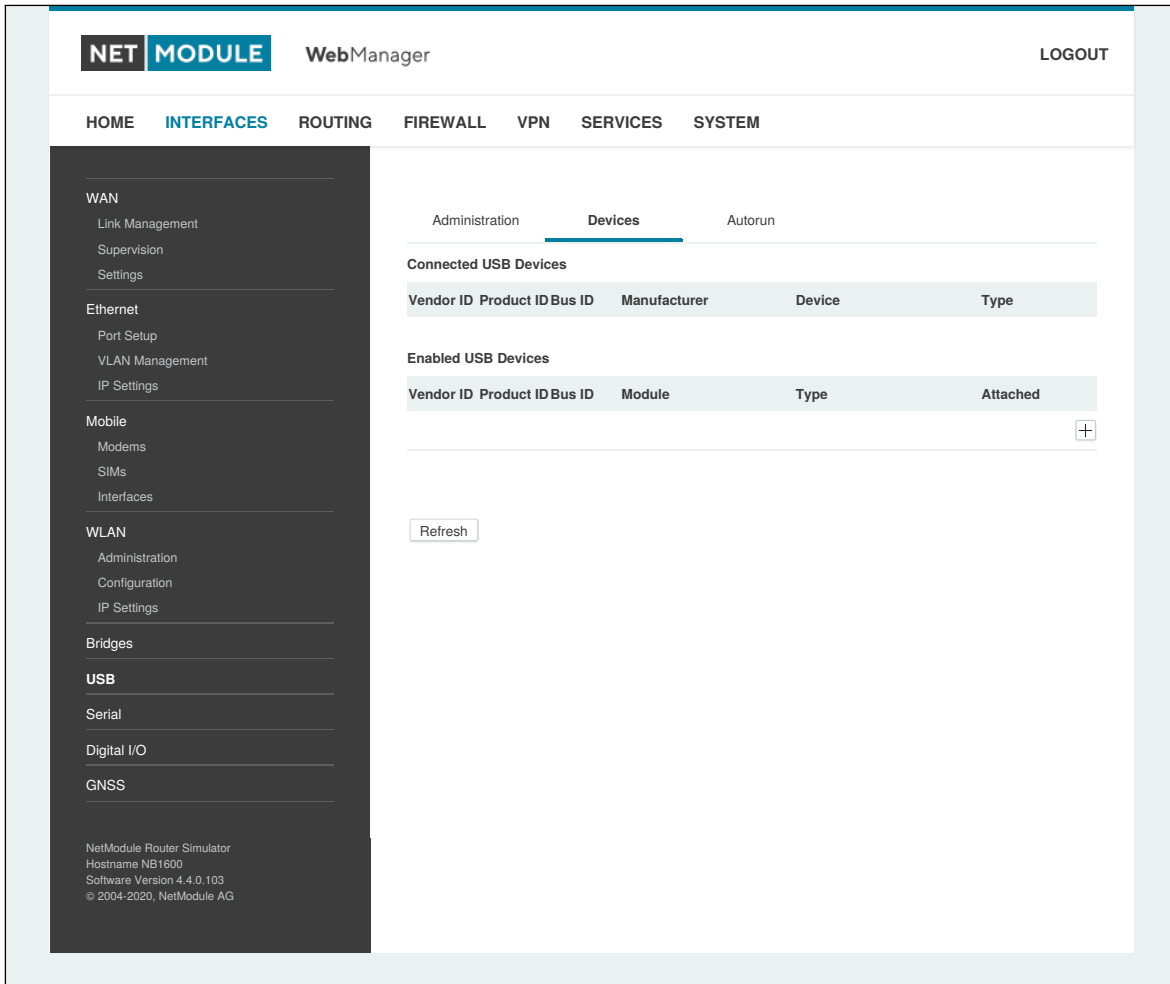 NET MODULE WebManager LOGOUT
HOME INTERFACES ROUTING FIREWALL VPN SERVICES SYSTEM
WAN
Link Management
Supervision
Settings
Ethernet
Port Setup
VLAN Management
IP Settings
Mobile
Modems
SIMs
Interfaces
WLAN
Administration
Configuration
IP Settings
Bridges
USB
Serial
Digital I/O
GNSS
NetModule Router Simulator
Hostname NB1600
Software Version 4.4.0.103
© 2004-2020, NetModule AG
Administration Devices Autorun
Connected USB Devices
Vendor ID Product ID Bus ID Manufacturer Device Type
Enabled USB Devices
Vendor ID Product ID Bus ID Module Type Attached
Refresh